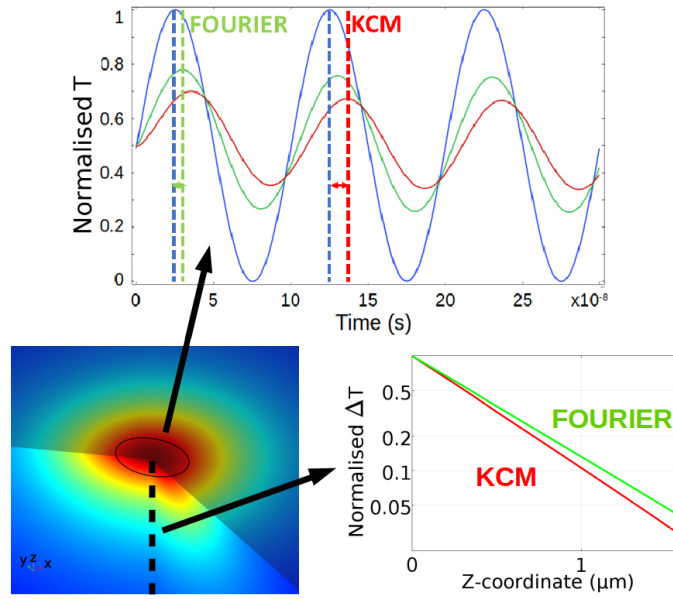 FOURIER
KCM
Normalised T
1
0.8
0.6
0.4
0.2
0
0
5
10
15
20
25
x10-8
Time (s)
y z x
Normalised ΔT
0.5
0.2
0.1
0.05
FOURIER
KCM
1
Z-coordinate (μm)